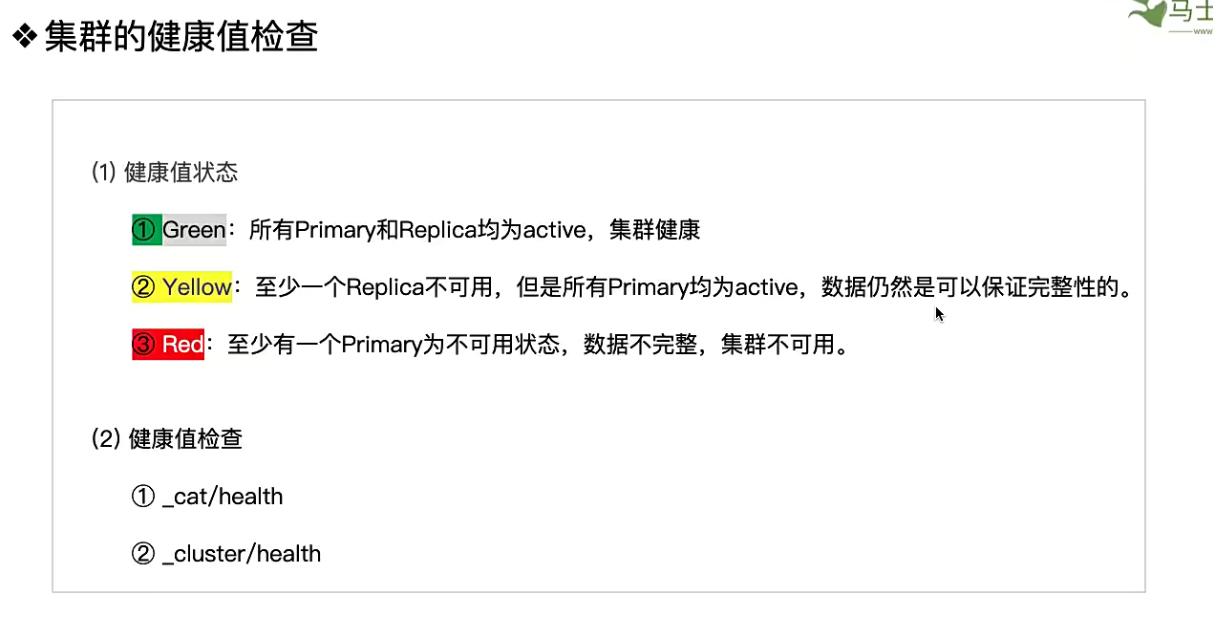 ❖ 集群的健康值检查
马士
www
(1) 健康值状态
① Green：所有Primary和Replica均为active，集群健康
② Yellow：至少一个Replica不可用，但是所有Primary均为active，数据仍然是可以保证完整性的。
③ Red：至少有一个Primary为不可用状态，数据不完整，集群不可用。
(2) 健康值检查
① _cat/health
② _cluster/health